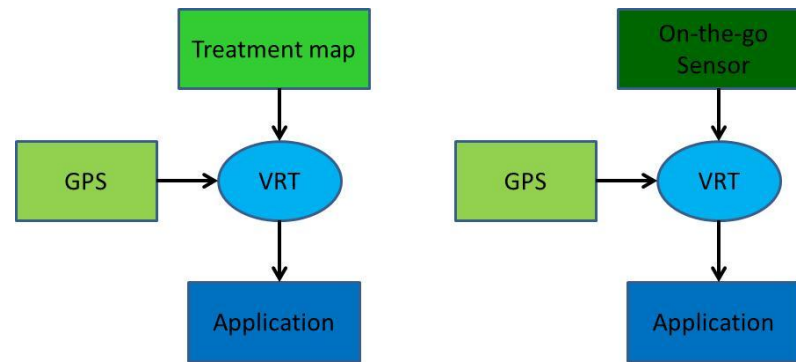 Treatment map
GPS
VRT
Application
On-the-go
Sensor
GPS
VRT
Application